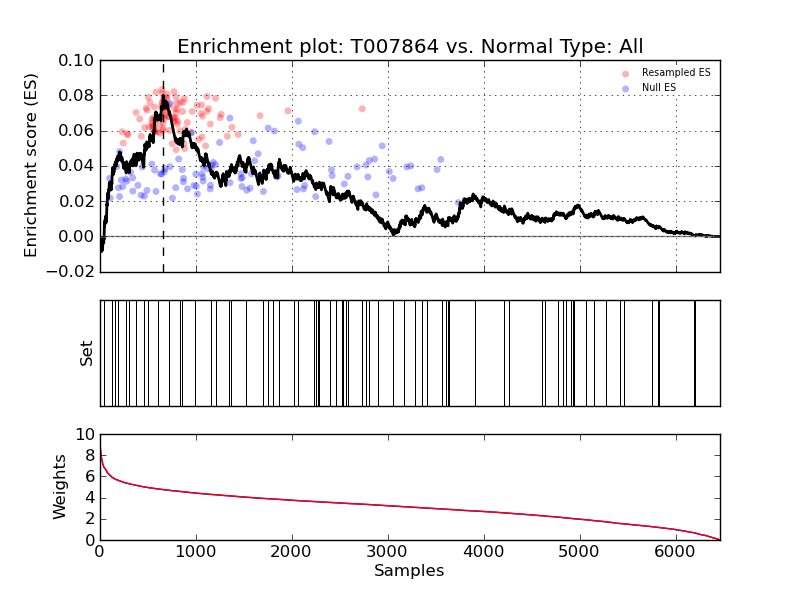 Enrichment plot: T007864 vs. Normal Type: All
Enrichment score (ES)
0.10
0.08
0.06
0.04
0.02
0.00
−0.02
Resampled ES
Null ES
Set
Weights
10
8
6
4
2
0
0 1000 2000 3000 4000 5000 6000
Samples